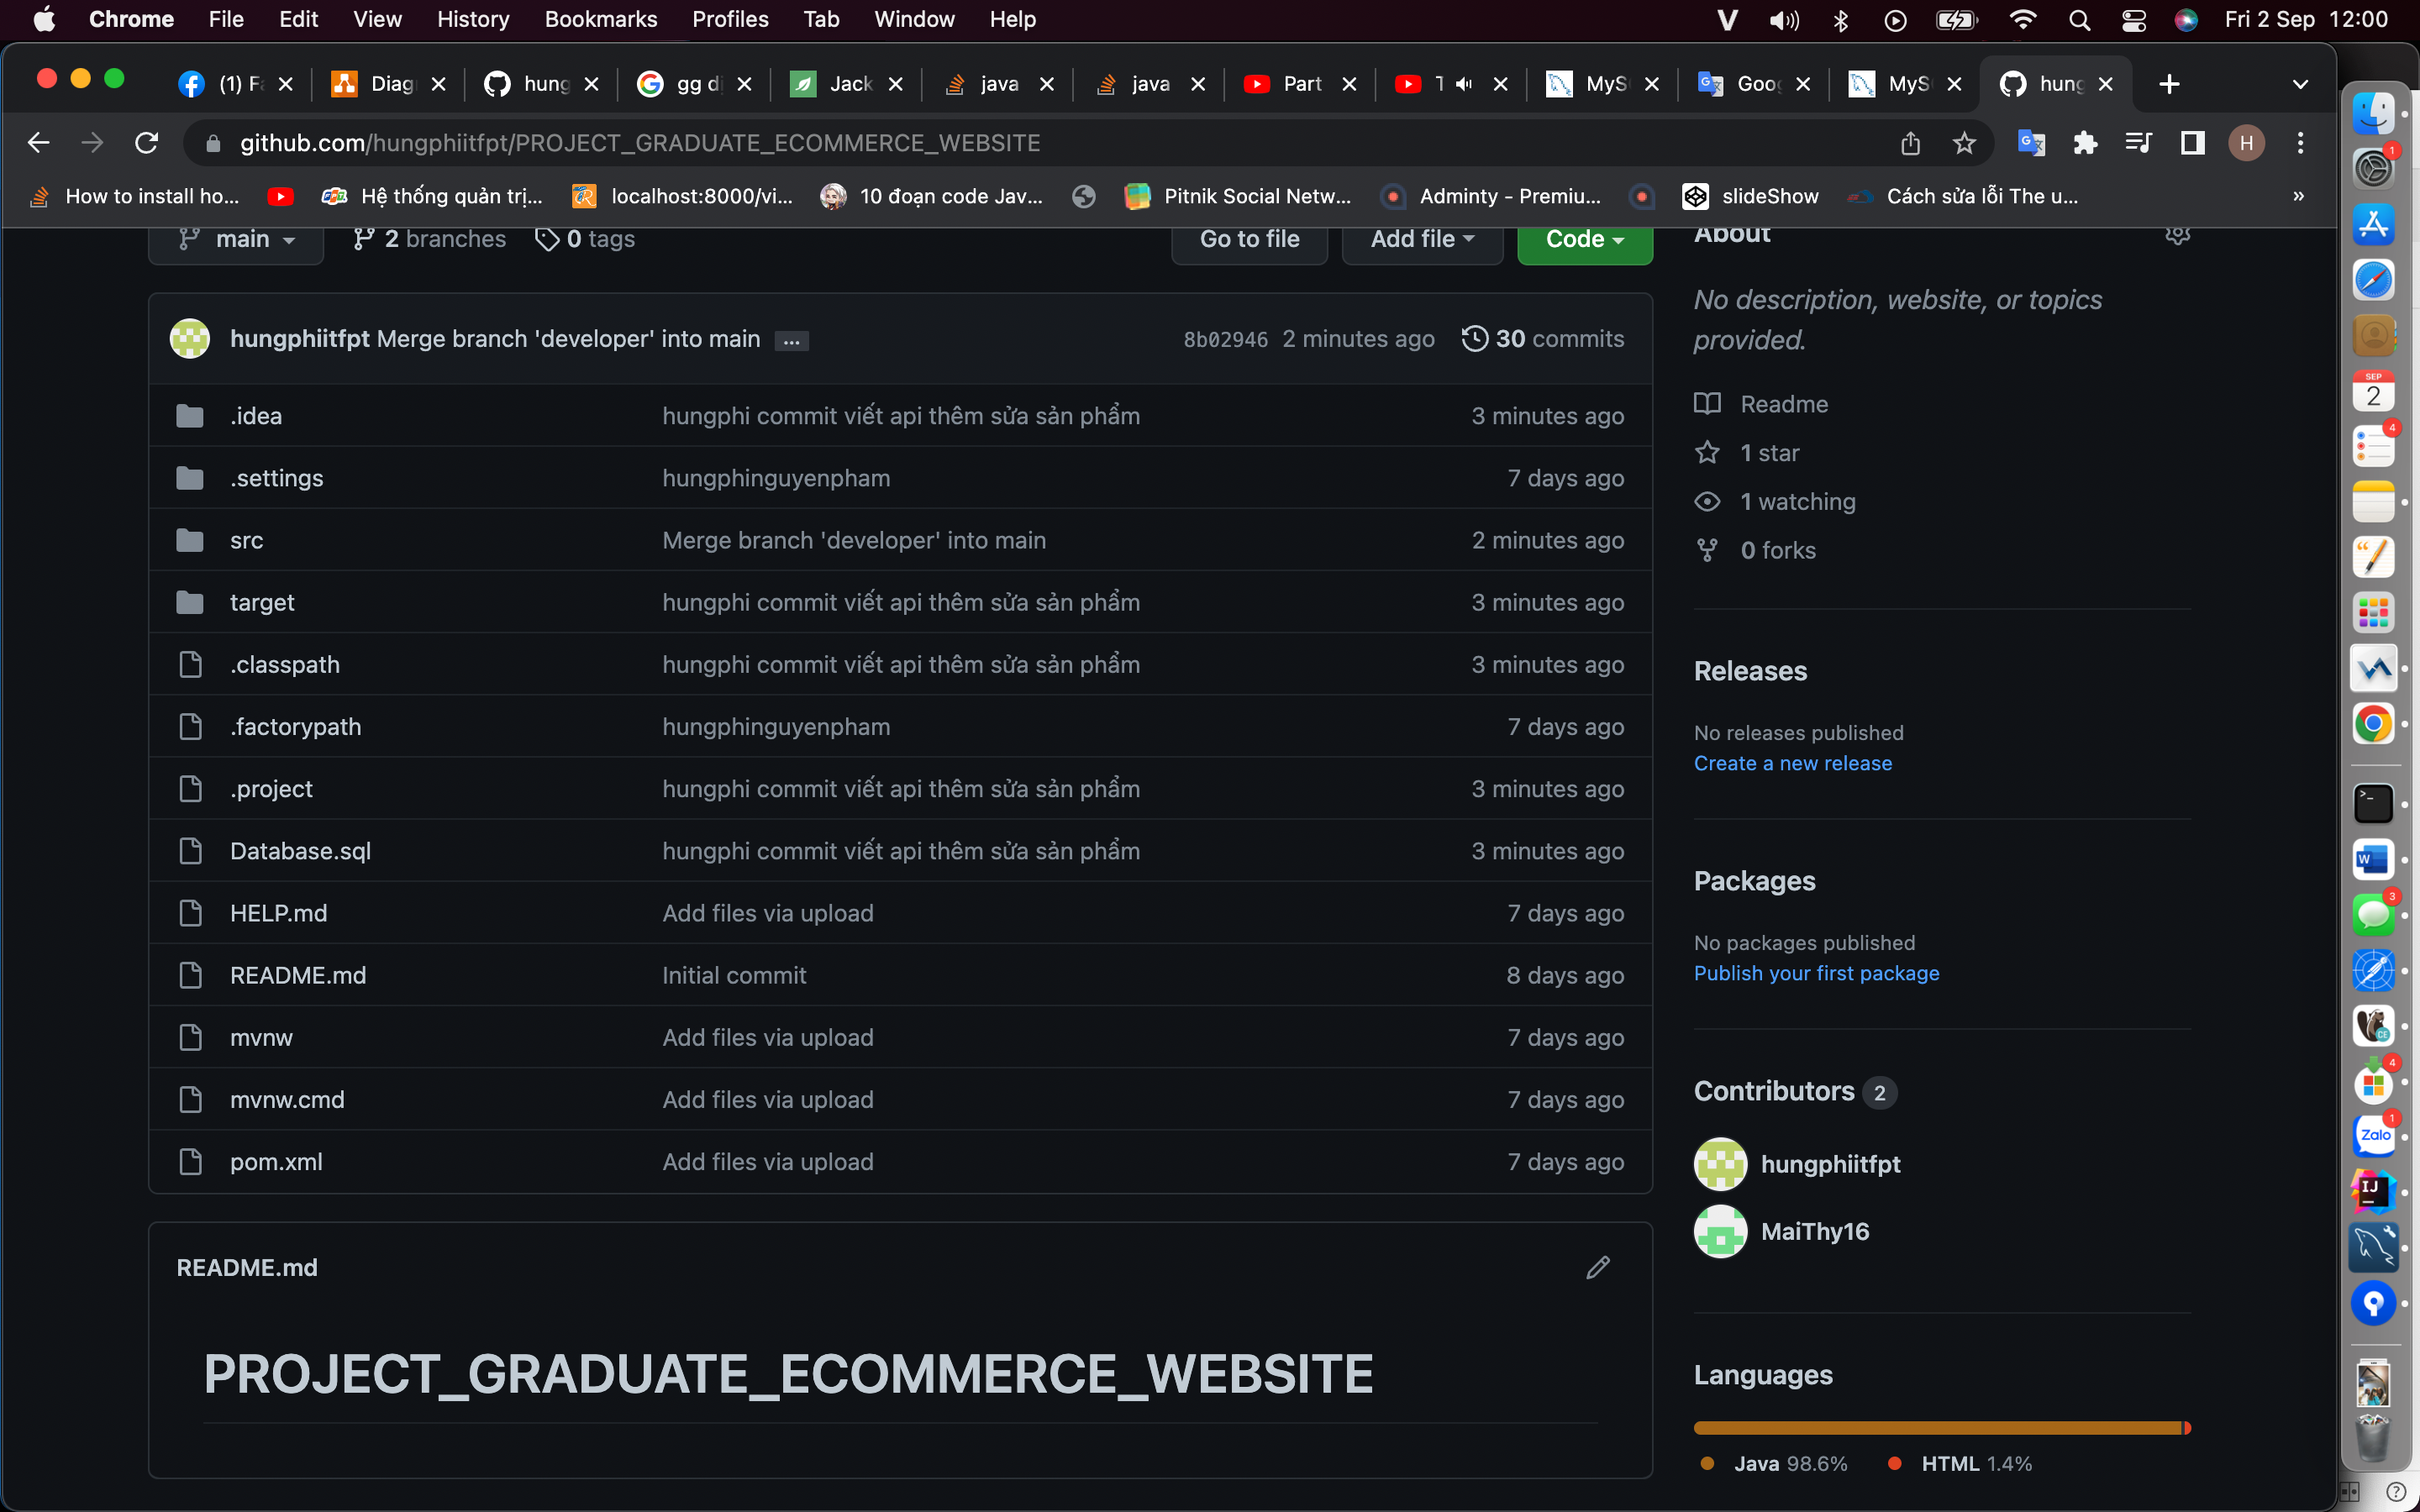 Chrome File Edit View History Bookmarks Profiles Tab Window Help V Fri 2 Sep 12:00
(1) Fa Diag hung gg d Jack java java Part MyS Goog MyS hung
github.com/hungphiitfpt/PROJECT_GRADUATE_ECOMMERCE_WEBSITE H
How to install ho... Hệ thống quản trị... localhost:8000/vi... 10 đoạn code Jav... Pitnik Social Netw... Adminty - Premiu... slideShow Cách sửa lỗi The u... »
main 2 branches 0 tags Go to file Add file Code
hungphiitfpt Merge branch 'developer' into main ... 8b02946 2 minutes ago 30 commits
.idea hungphi commit viết api thêm sửa sản phẩm 3 minutes ago
.settings hungphinguyenpham 7 days ago
src Merge branch 'developer' into main 2 minutes ago
target hungphi commit viết api thêm sửa sản phẩm 3 minutes ago
.classpath hungphi commit viết api thêm sửa sản phẩm 3 minutes ago
.factorypath hungphinguyenpham 7 days ago
.project hungphi commit viết api thêm sửa sản phẩm 3 minutes ago
Database.sql hungphi commit viết api thêm sửa sản phẩm 3 minutes ago
HELP.md Add files via upload 7 days ago
README.md Initial commit 8 days ago
mvnw Add files via upload 7 days ago
mvnw.cmd Add files via upload 7 days ago
pom.xml Add files via upload 7 days ago
README.md
PROJECT_GRADUATE_ECOMMERCE_WEBSITE
About
No description, website, or topics
provided.
Readme
1 star
1 watching
0 forks
Releases
No releases published
Create a new release
Packages
No packages published
Publish your first package
Contributors 2
hungphiitfpt
MaiThy16
Languages
Java 98.6% HTML 1.4%
1
SEP
2
4
W
3
CE
4
1
Zalo
IJ
?